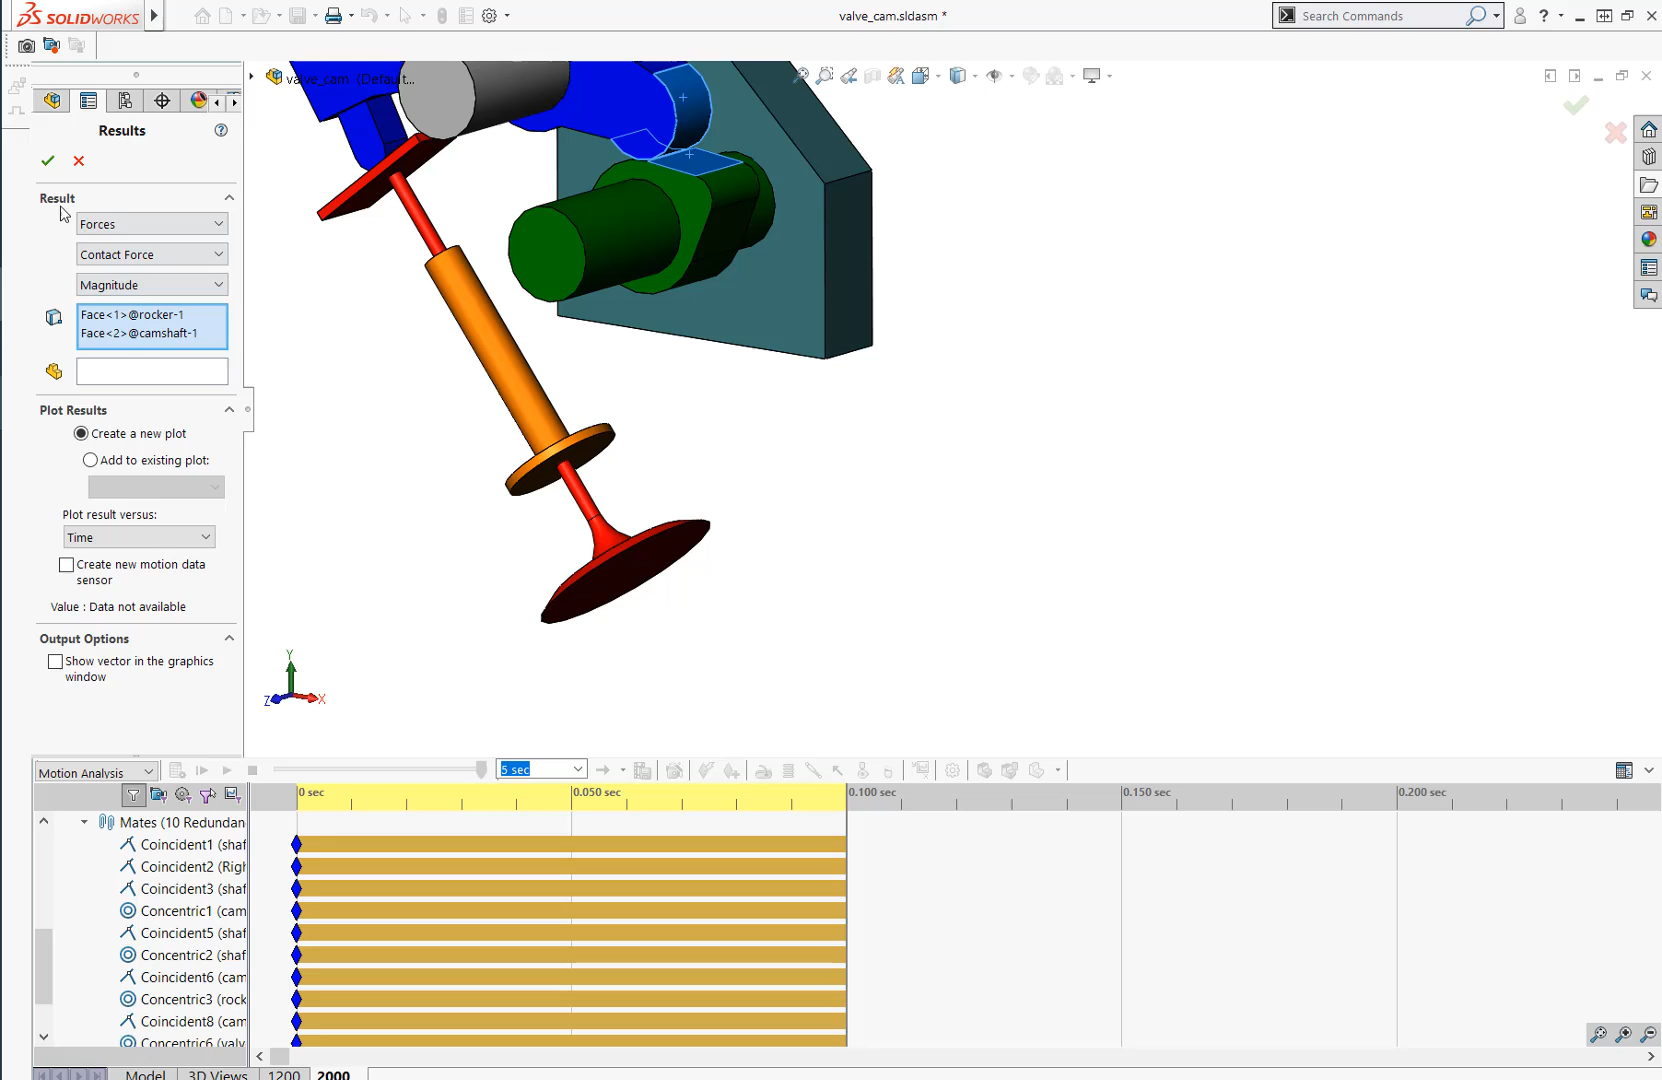 SOLIDWORKS
valve_cam.sldasm *
Search Commands
?
valve_cam (Default...
Results
Result
Forces
Contact Force
Magnitude
Face<1>@rocker-1
Face<2>@camshaft-1
Plot Results
Create a new plot
Add to existing plot:
Plot result versus:
Time
Create new motion data
sensor
Value : Data not available
Output Options
Show vector in the graphics
window
Y
Z
X
Motion Analysis
5 sec
0 sec
0.050 sec
0.100 sec
0.150 sec
0.200 sec
Mates (10 Redundan
Coincident1 (shaf
Coincident2 (Righ
Coincident3 (shaf
Concentric1 (cam
Coincident5 (shaf
Concentric2 (shaf
Coincident6 (cam
Concentric3 (rock
Coincident8 (cam
Concentric6 (valv
Model
3D Views
1200
2000